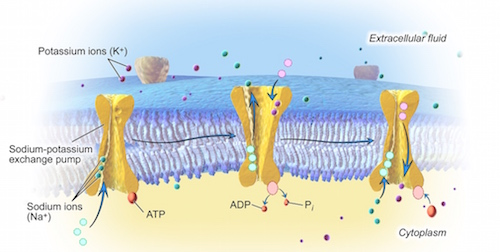 Extracellular fluid
Potassium ions (K⁺)
Sodium-potassium
exchange pump
Sodium ions
(Na⁺)
ATP
ADP
Pᵢ
Cytoplasm